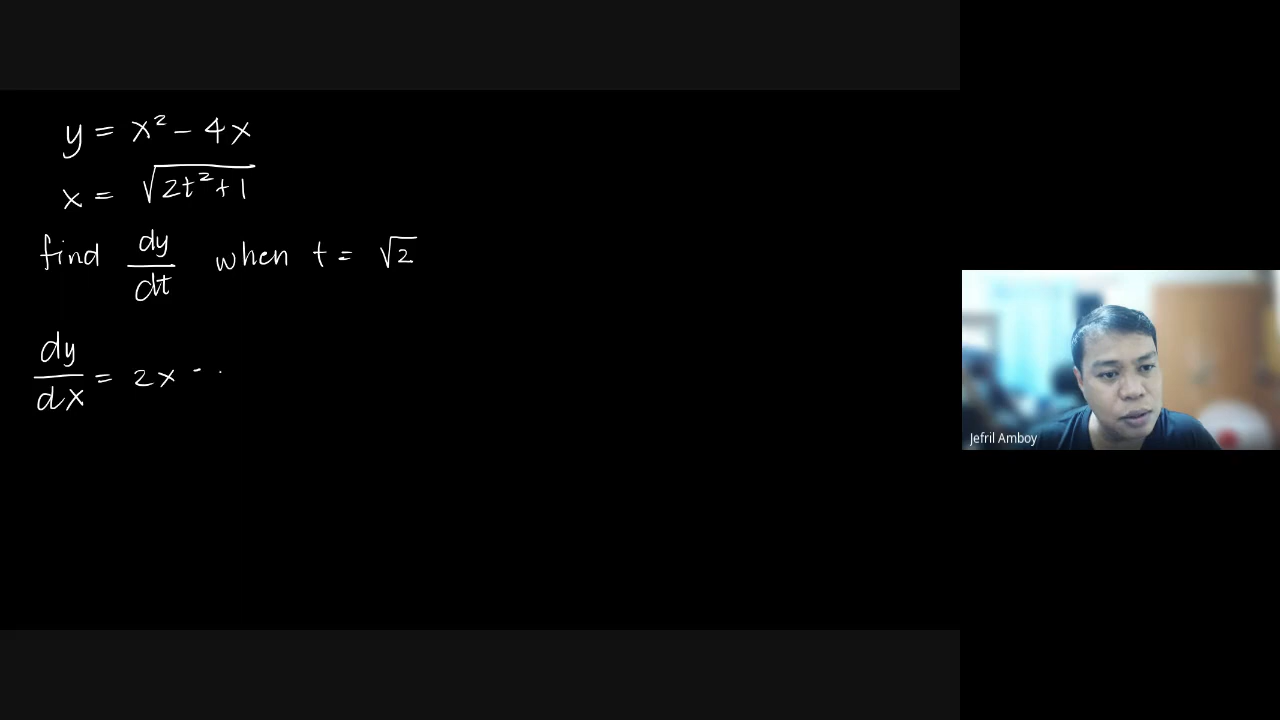 y = x² - 4x
x = √(2t² + 1)
find dy/dt when t = √2
dy/dx = 2x -
Jefril Amboy